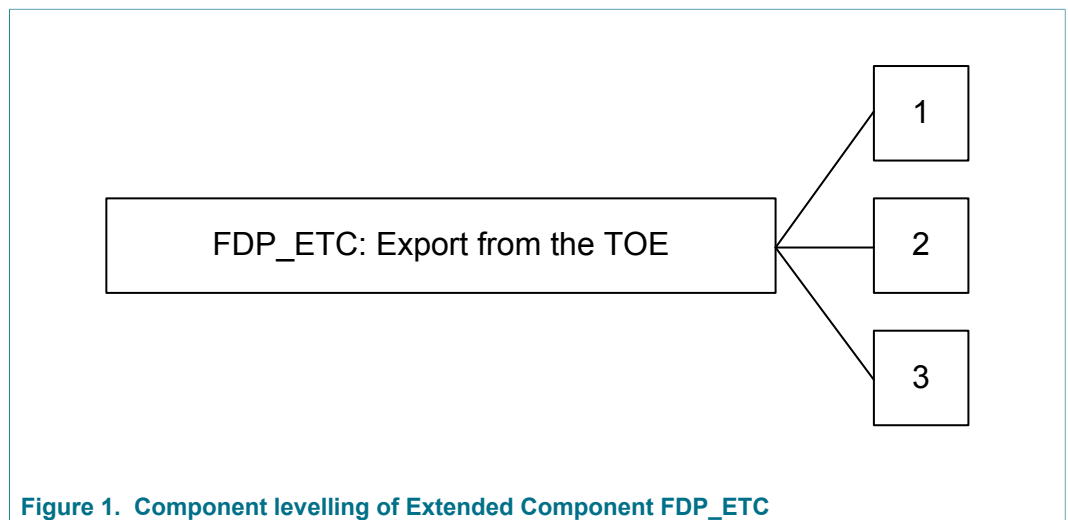 1
FDP_ETC: Export from the TOE
2
3
Figure 1. Component levelling of Extended Component FDP_ETC